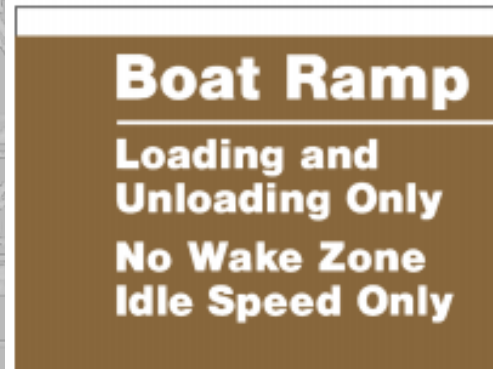 Boat Ramp
Loading and
Unloading Only
No Wake Zone
Idle Speed Only